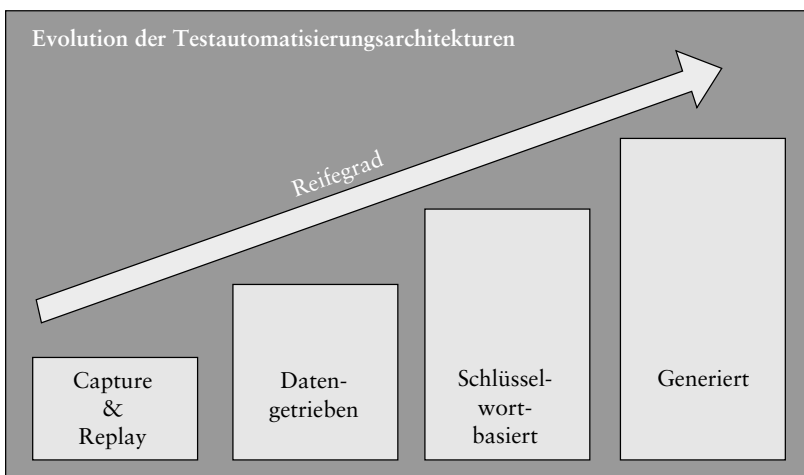 Evolution der Testautomatisierungsarchitekturen
Reifegrad
Capture
&
Replay
Daten-
getrieben
Schlüssel-
wort-
basiert
Generiert